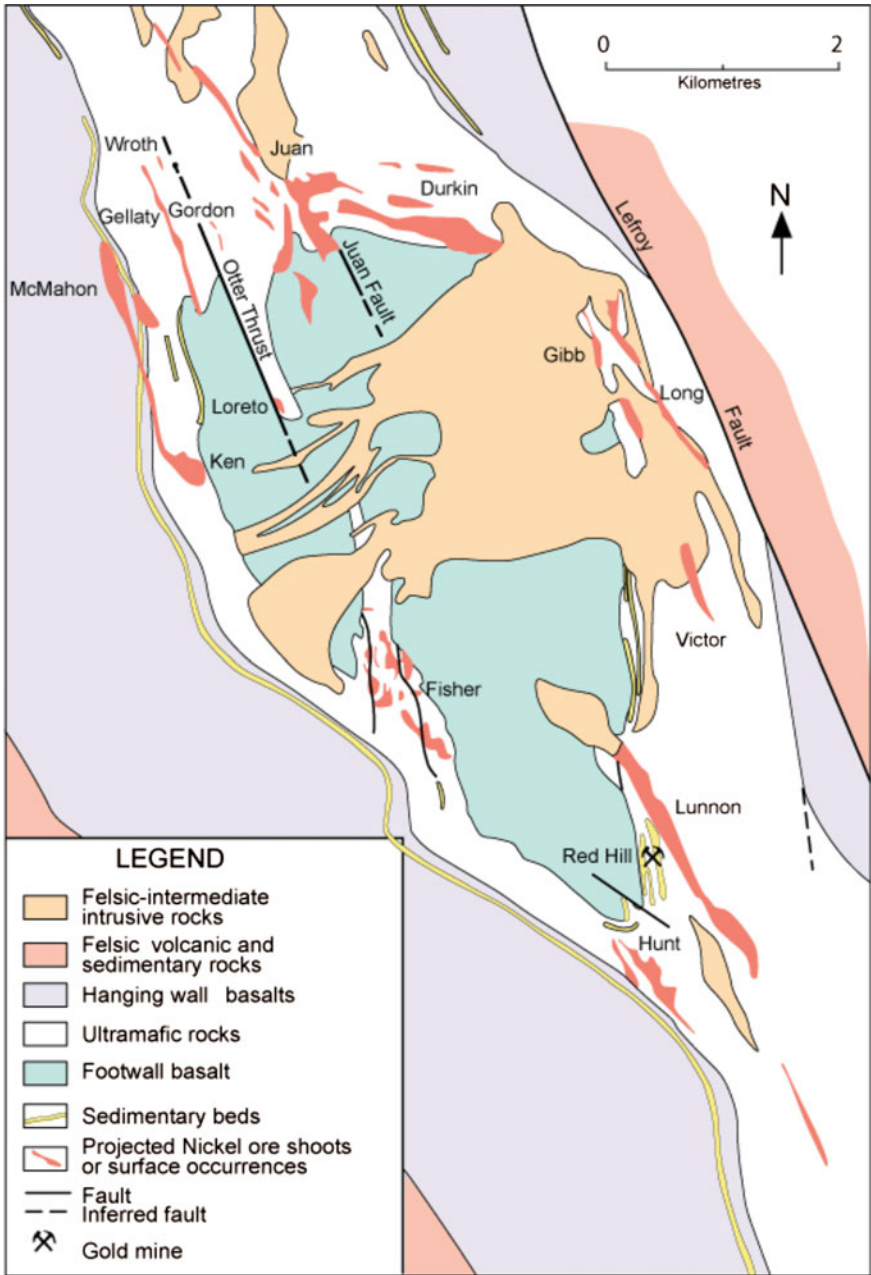 0 2
Kilometres
N
Wroth
Juan
Durkin
Gellaty
Gordon
Lefroy
Fault
McMahon
Otter Thrust
Juan Fault
Gibb
Long
Loreto
Ken
Victor
Fisher
Lunnon
Red Hill
Hunt
LEGEND
Felsic-intermediate
intrusive rocks
Felsic volcanic and
sedimentary rocks
Hanging wall basalts
Ultramafic rocks
Footwall basalt
Sedimentary beds
Projected Nickel ore shoots
or surface occurrences
Fault
Inferred fault
Gold mine